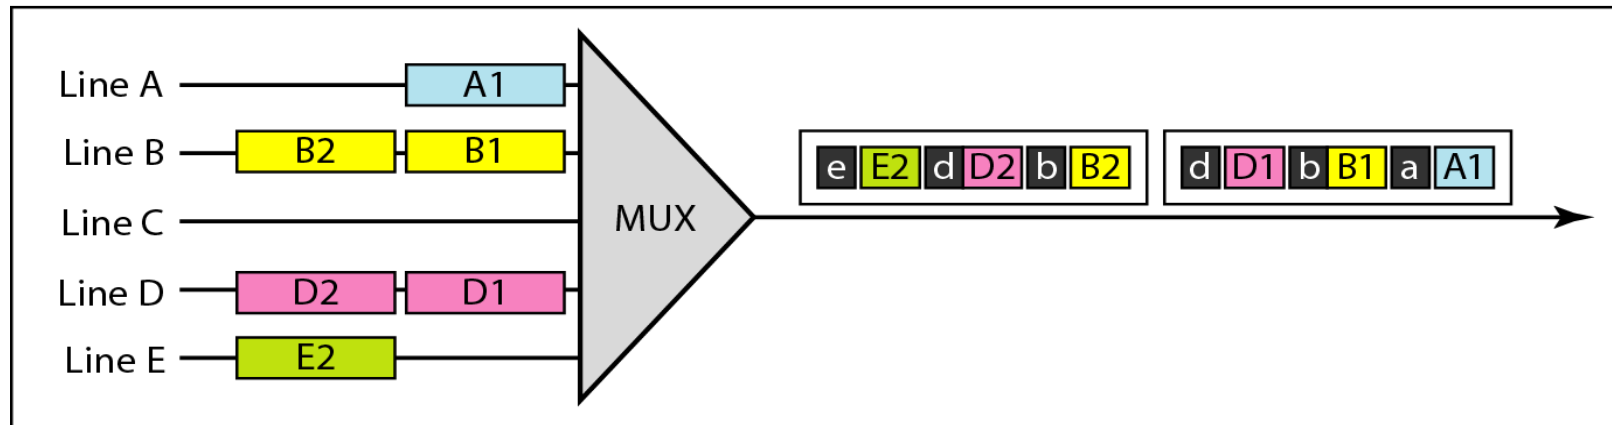 Line A A1
Line B B2 B1
e E2 d D2 b B2 d D1 b B1 a A1
Line C
MUX
Line D D2 D1
Line E E2